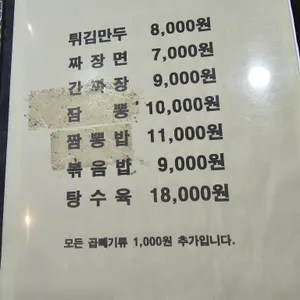 튀김만두 8,000원
짜장면 7,000원
간짜장 9,000원
짬뽕 10,000원
짬뽕밥 11,000원
볶음밥 9,000원
탕수육 18,000원
모든 곱빼기류 1,000원 추가입니다.